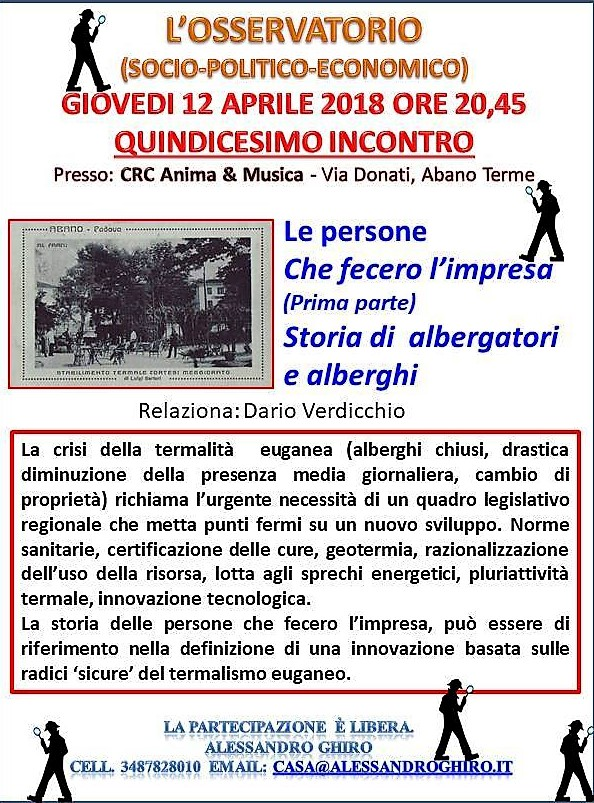 L'OSSERVATORIO
(SOCIO-POLITICO-ECONOMICO)
GIOVEDI 12 APRILE 2018 ORE 20,45
QUINDICESIMO INCONTRO
Presso: CRC Anima & Musica - Via Donati, Abano Terme
ABANO - Padova
STABILIMENTO TERMALE CORTESI MEGGIORATO
di Luigi Sartori
Le persone
Che fecero l'impresa
(Prima parte)
Storia di albergatori
e alberghi
Relaziona: Dario Verdicchio
La crisi della termalità euganea (alberghi chiusi, drastica
diminuzione della presenza media giornaliera, cambio di
proprietà) richiama l'urgente necessità di un quadro legislativo
regionale che metta punti fermi su un nuovo sviluppo. Norme
sanitarie, certificazione delle cure, geotermia, razionalizzazione
dell'uso della risorsa, lotta agli sprechi energetici, pluriattività
termale, innovazione tecnologica.
La storia delle persone che fecero l'impresa, può essere di
riferimento nella definizione di una innovazione basata sulle
radici 'sicure' del termalismo euganeo.
LA PARTECIPAZIONE È LIBERA.
ALESSANDRO GHIRO
CELL. 3487828010 EMAIL: CASA@ALESSANDROGHIRO.IT